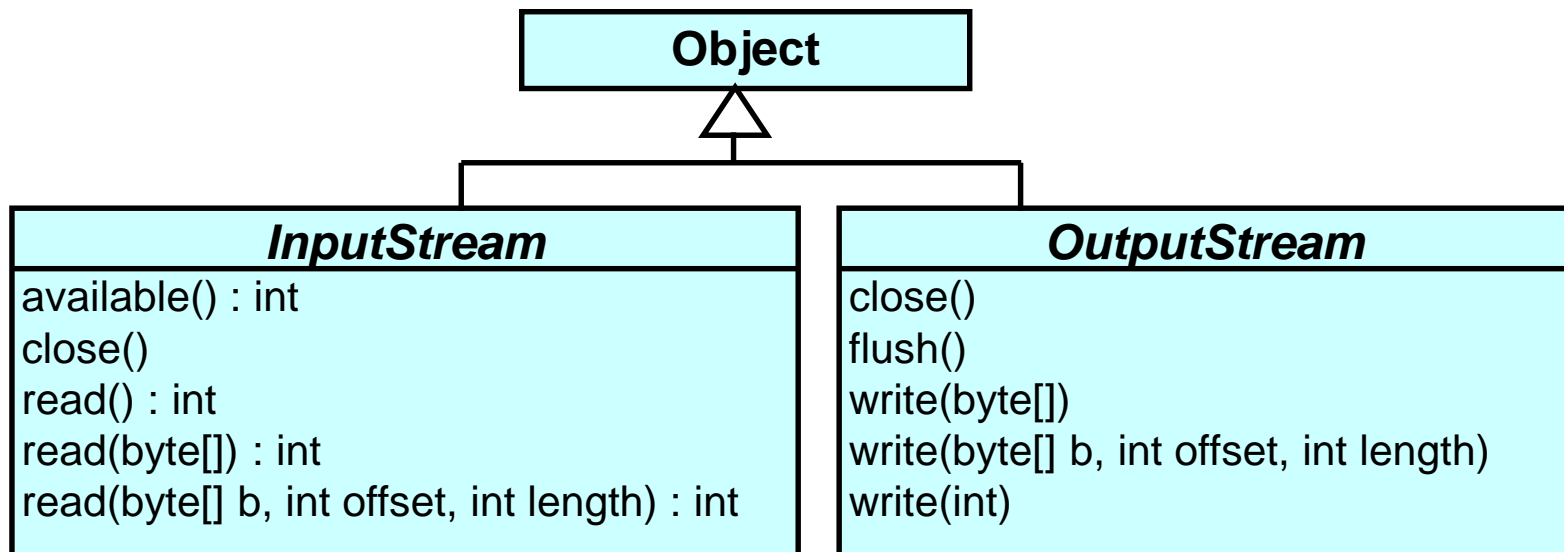 Object
InputStream
available() : int
close()
read() : int
read(byte[]) : int
read(byte[] b, int offset, int length) : int
OutputStream
close()
flush()
write(byte[])
write(byte[] b, int offset, int length)
write(int)